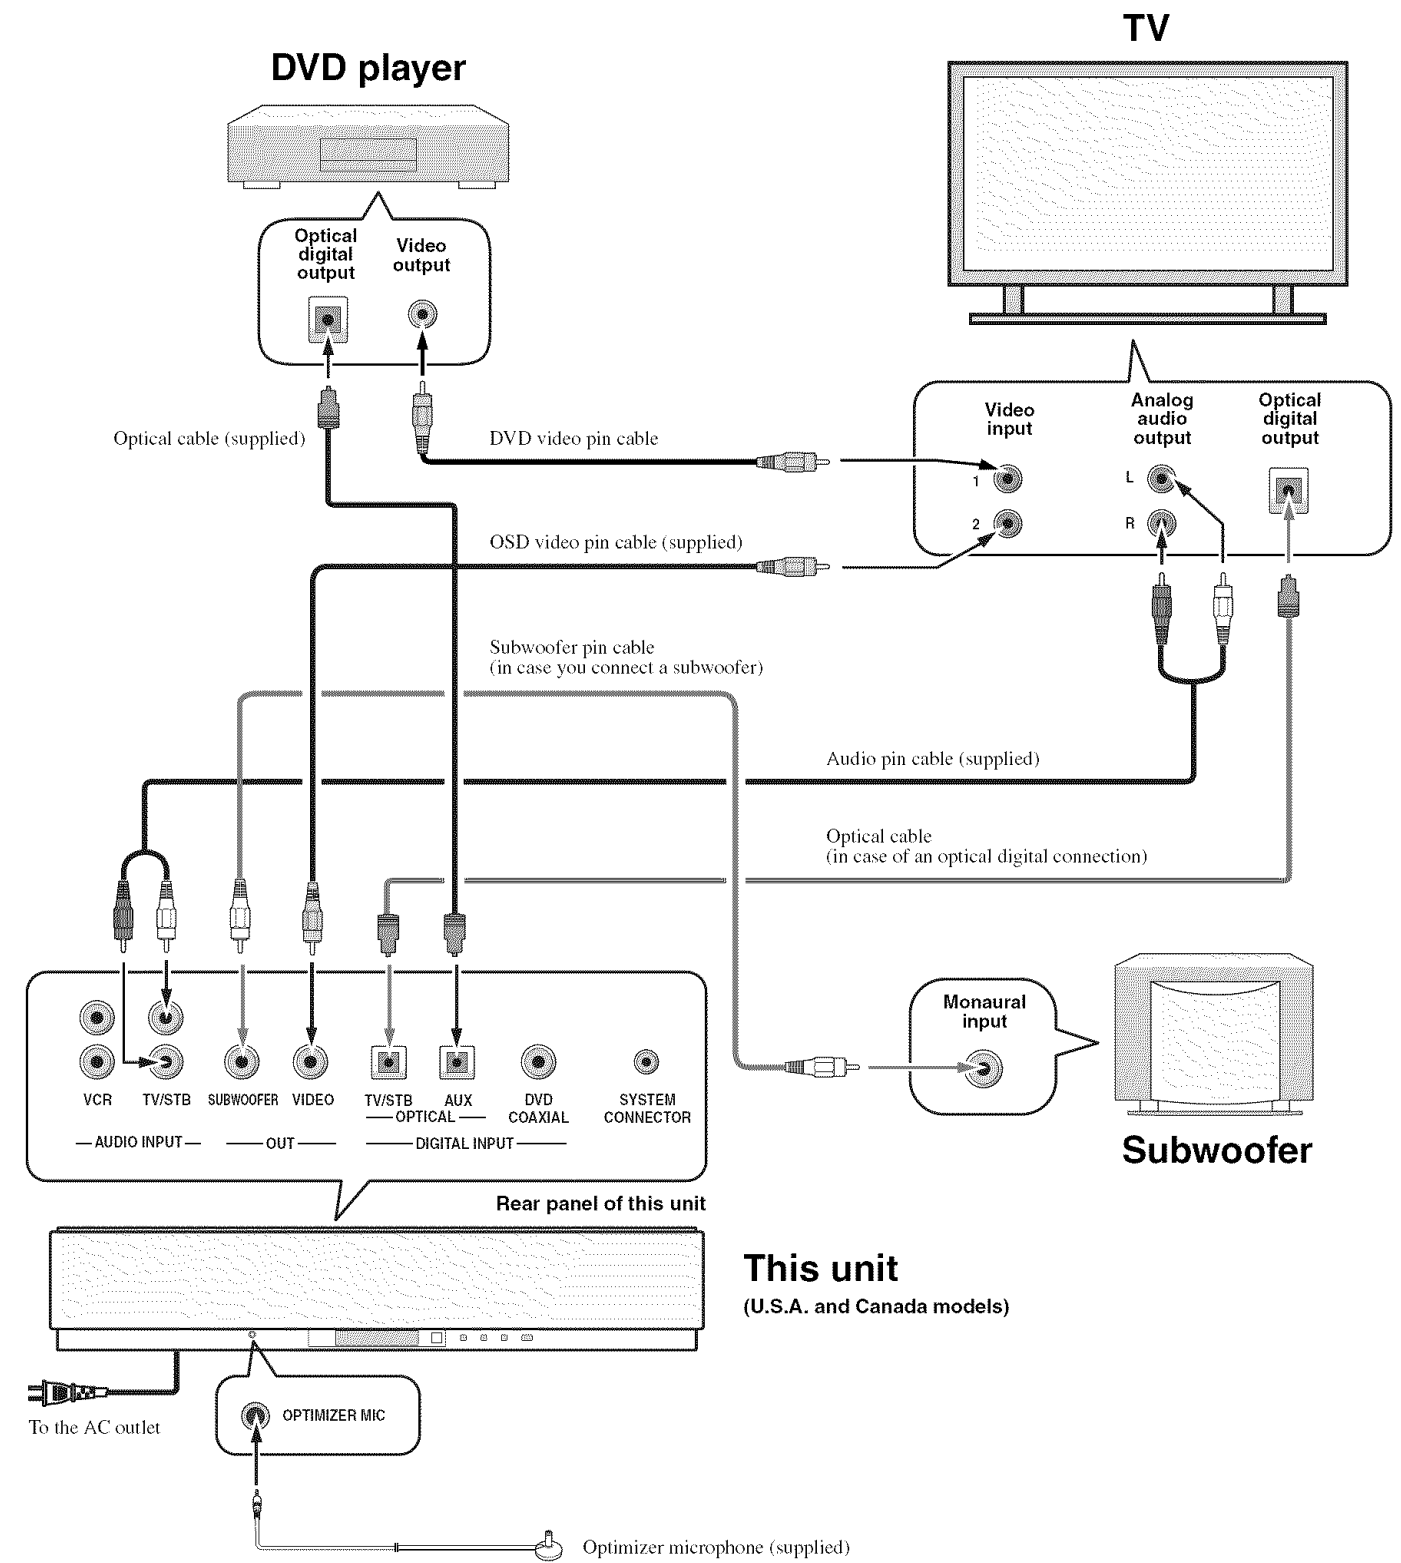 TV
DVD player
Optical
digital
output
Video
output
Video
input
1
2
Analog
audio
output
L
R
Optical
digital
output
Optical cable (supplied)
DVD video pin cable
OSD video pin cable (supplied)
Subwoofer pin cable
(in case you connect a subwoofer)
Audio pin cable (supplied)
Optical cable
(in case of an optical digital connection)
Monaural
input
Subwoofer
VCR
TV/STB
AUDIO INPUT
SUBWOOFER
VIDEO
OUT
TV/STB
AUX
OPTICAL
DVD
COAXIAL
DIGITAL INPUT
SYSTEM
CONNECTOR
Rear panel of this unit
This unit
(U.S.A. and Canada models)
To the AC outlet
OPTIMIZER MIC
Optimizer microphone (supplied)